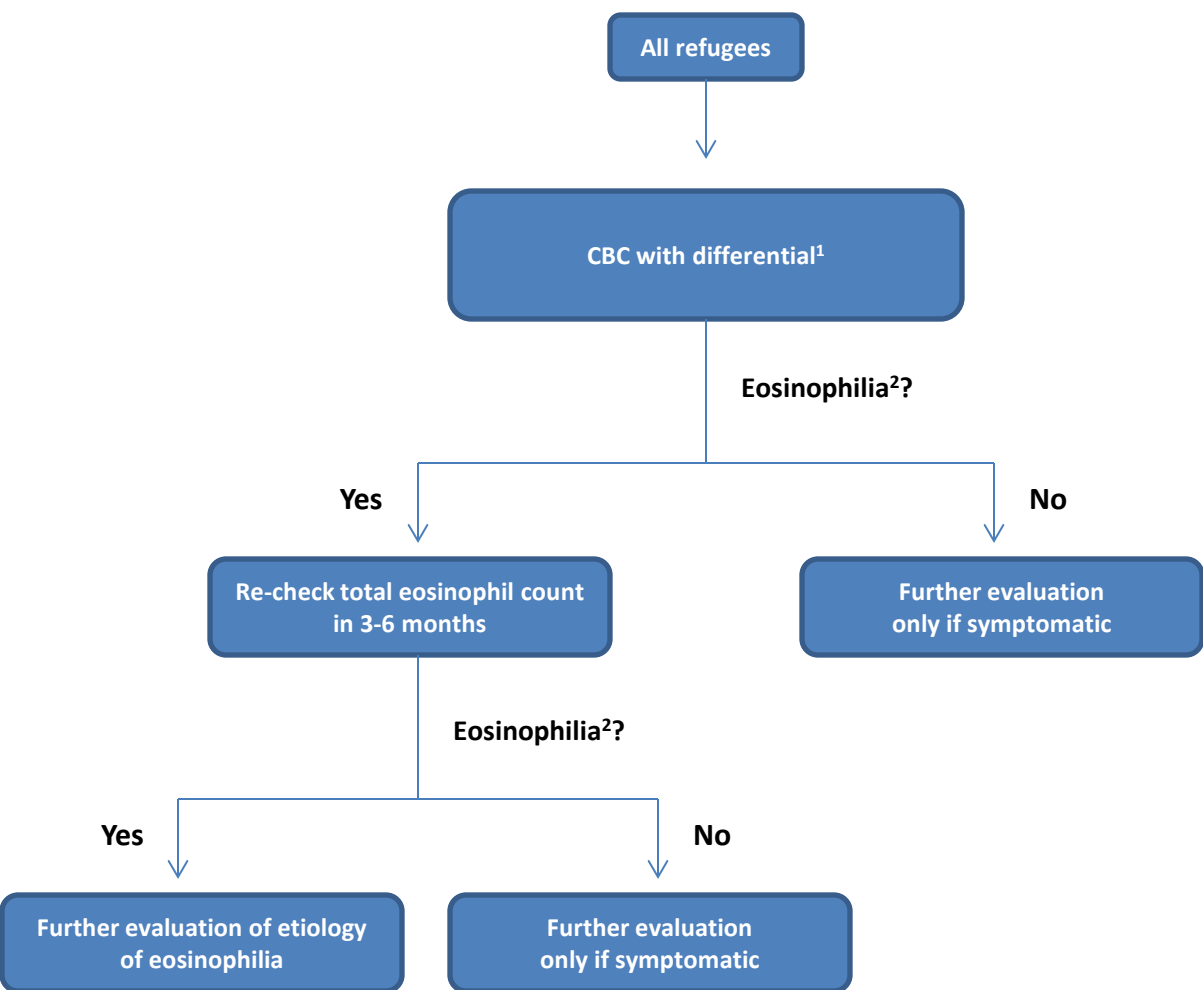 All refugees
CBC with differential¹
Eosinophilia²?
Yes
No
Re-check total eosinophil count
in 3-6 months
Further evaluation
only if symptomatic
Eosinophilia²?
Yes
No
Further evaluation of etiology
of eosinophilia
Further evaluation
only if symptomatic